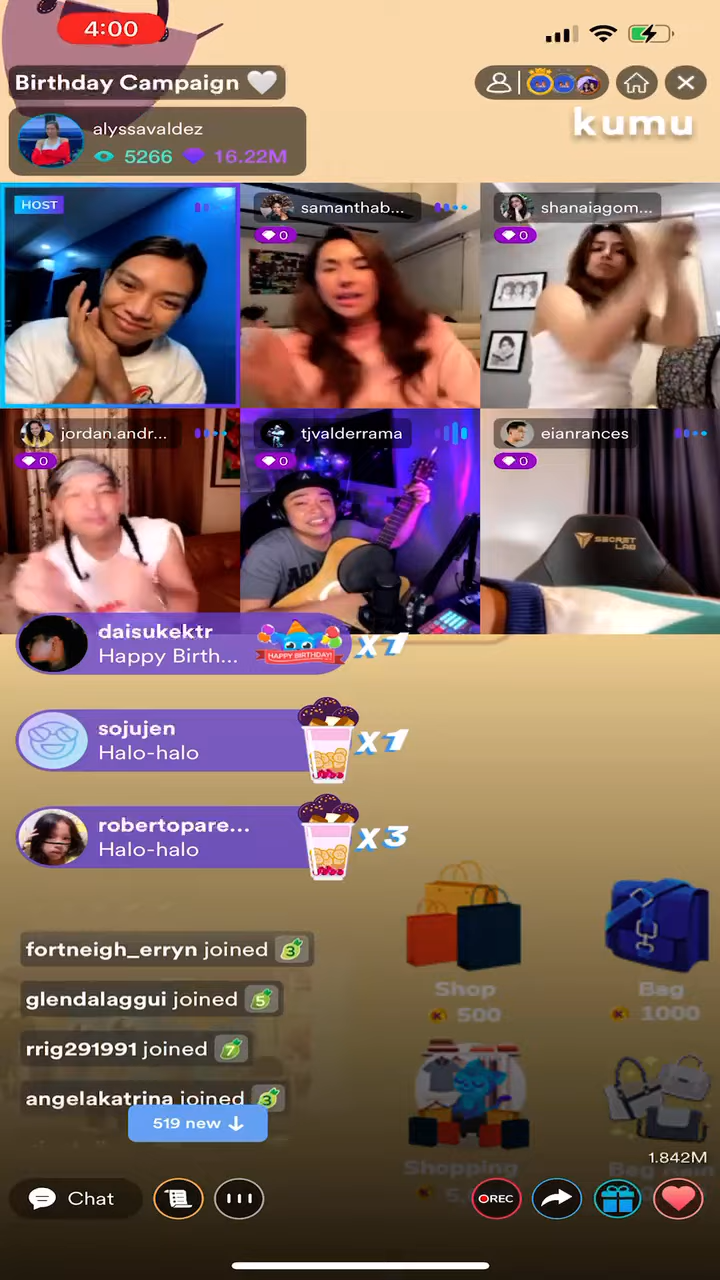 4:00
Birthday Campaign
kumu
alyssavaldez
5266 16.22M
HOST
samanthab...
0
shanaiagom...
0
jordan.andr...
0
tjvalderrama
0
eianrances
0
SECRET
LAB
daisukektr
Happy Birth...
HAPPY BIRTHDAY!
X1
sojujen
Halo-halo
X1
robertopare...
Halo-halo
X3
fortneigh_erryn joined 3
glendalaggui joined 5
rrig291991 joined 7
angelakatrina joined 3
519 new
Shop
500
Bag
1000
Shopping
1.842M
Chat
REC